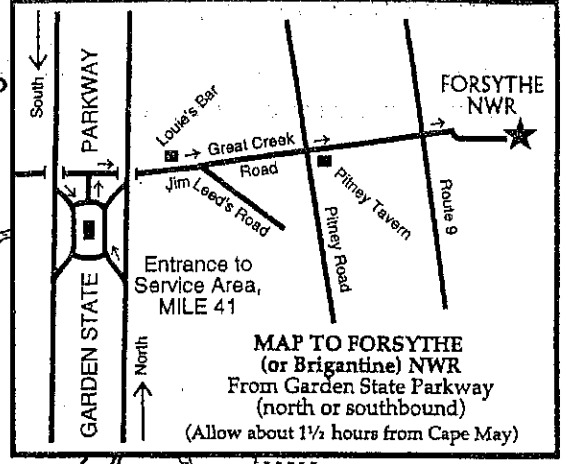 South
PARKWAY
Louie's Bar
FORSYTHE
NWR
Great Creek
Road
Jim Leed's Road
Pitney Tavern
Pitney Road
Route 9
Entrance to
Service Area,
MILE 41
GARDEN STATE
North
MAP TO FORSYTHE
(or Brigantine) NWR
From Garden State Parkway
(north or southbound)
(Allow about 1½ hours from Cape May)